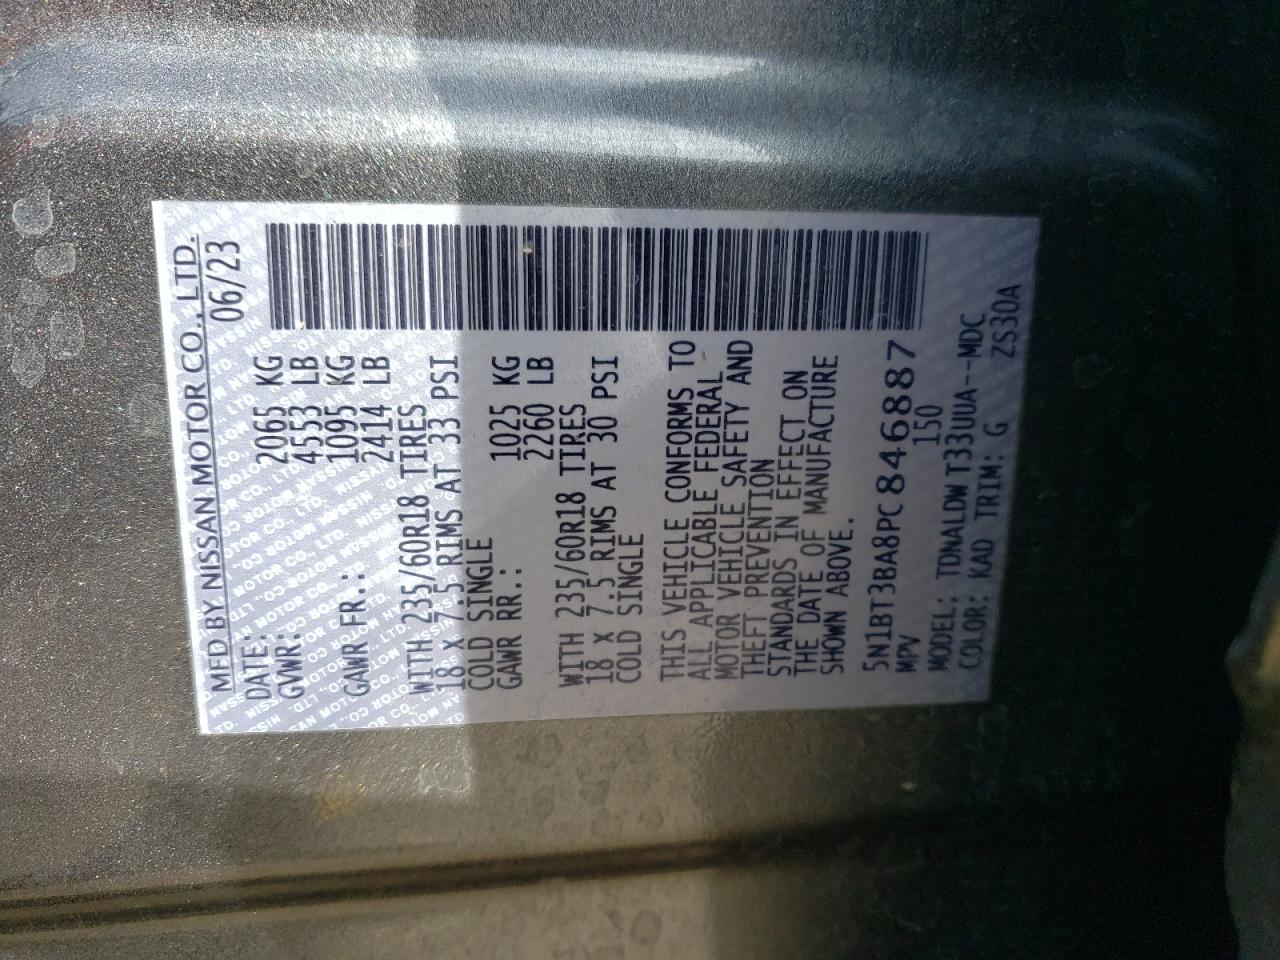 MFD BY NISSAN MOTOR CO., LTD.
DATE: 06/23
GVWR: 2065 KG
4553 LB
GAWR FR.: 1095 KG
2414 LB
WITH 235/60R18 TIRES
18 X 7.5 RIMS AT 33 PSI
COLD SINGLE
GAWR RR.: 1025 KG
2260 LB
WITH 235/60R18 TIRES
18 X 7.5 RIMS AT 30 PSI
COLD SINGLE
THIS VEHICLE CONFORMS TO
ALL APPLICABLE FEDERAL
MOTOR VEHICLE SAFETY AND
THEFT PREVENTION
STANDARDS IN EFFECT ON
THE DATE OF MANUFACTURE
SHOWN ABOVE.
5N1BT3BA8PC846887
MPV 150
MODEL: TDNALDW T33UUA--MDC
COLOR: KAD TRIM: G ZS30A